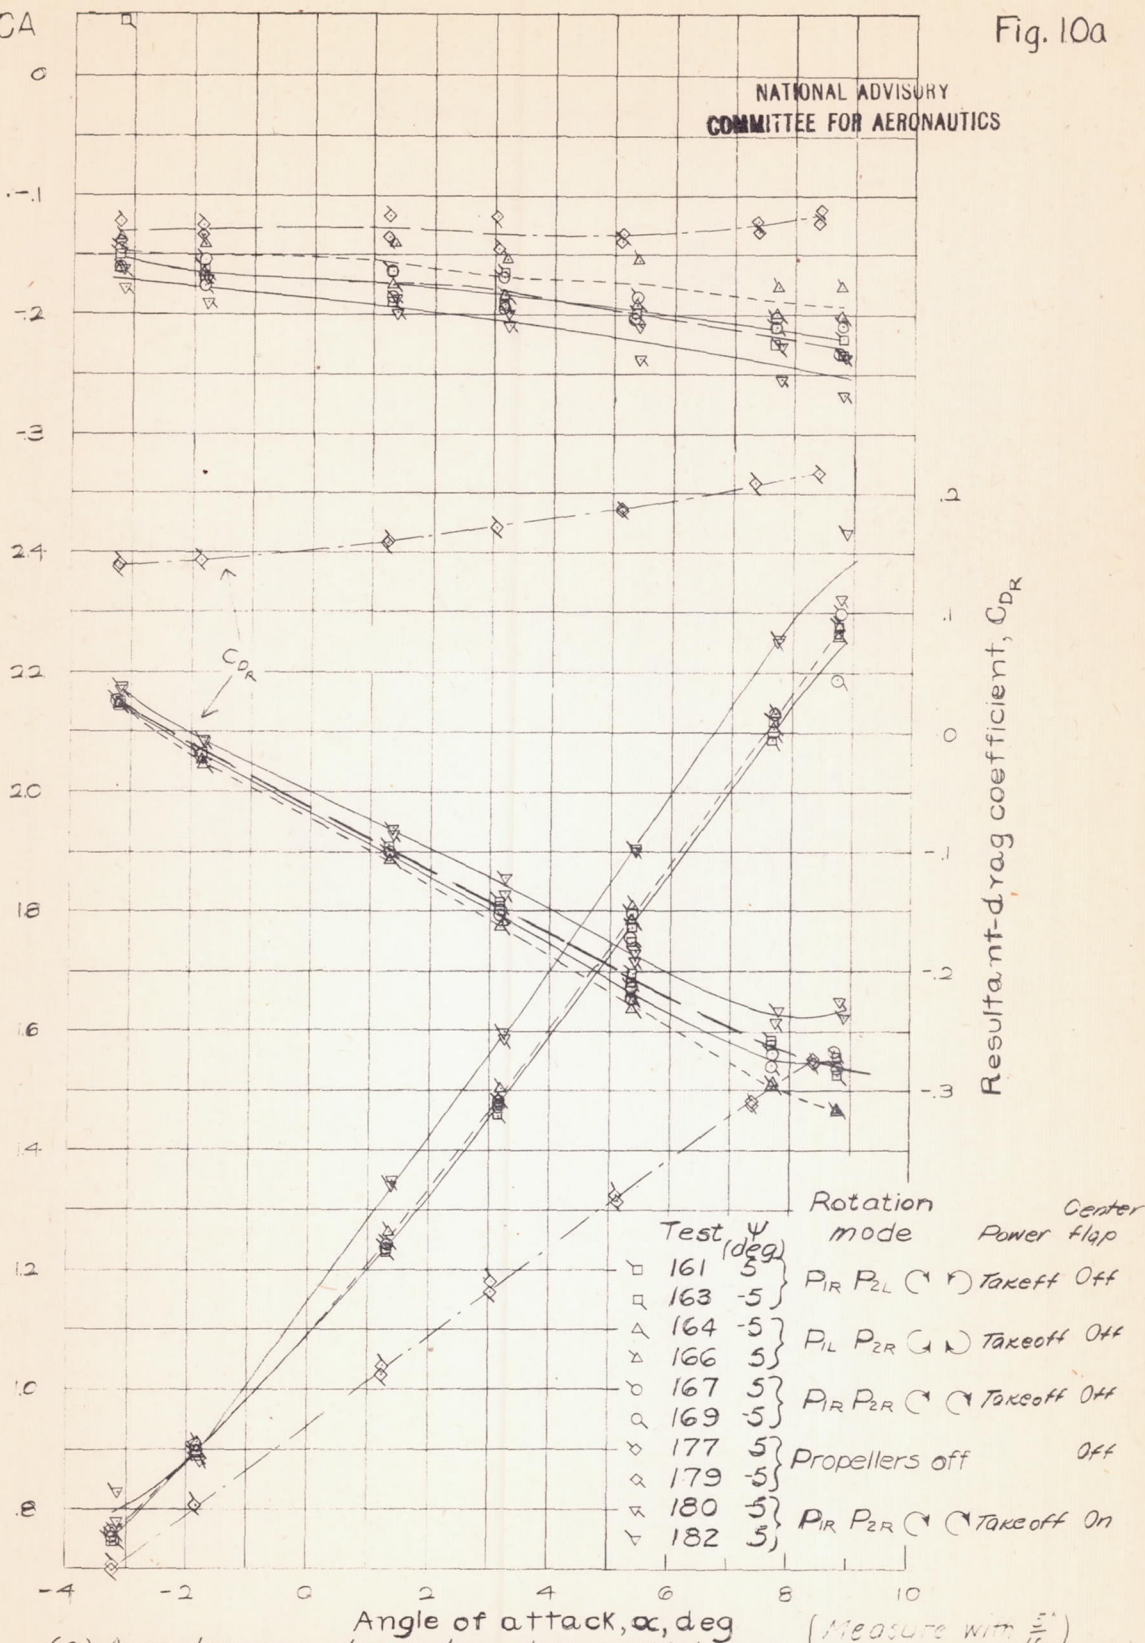 CA
Fig. 10a
NATIONAL ADVISORY
COMMITTEE FOR AERONAUTICS
0
-.1
-.2
-.3
2.4
2.2
2.0
1.8
1.6
1.4
1.2
1.0
.8
.2
.1
0
-.1
-.2
-.3
Resultant-drag coefficient, C_DR
C_DR
Rotation Center
Test ψ mode Power flap
(deg)
161 5 } P1R P2L Takeff Off
163 -5
164 -5 } P1L P2R Takeoff Off
166 5
167 5 } P1R P2R Takeoff Off
169 -5
177 5 } Propellers off Off
179 -5
180 -5 } P1R P2R Takeoff On
182 5
-4 -2 0 2 4 6 8 10
Angle of attack, α, deg
(Measure with